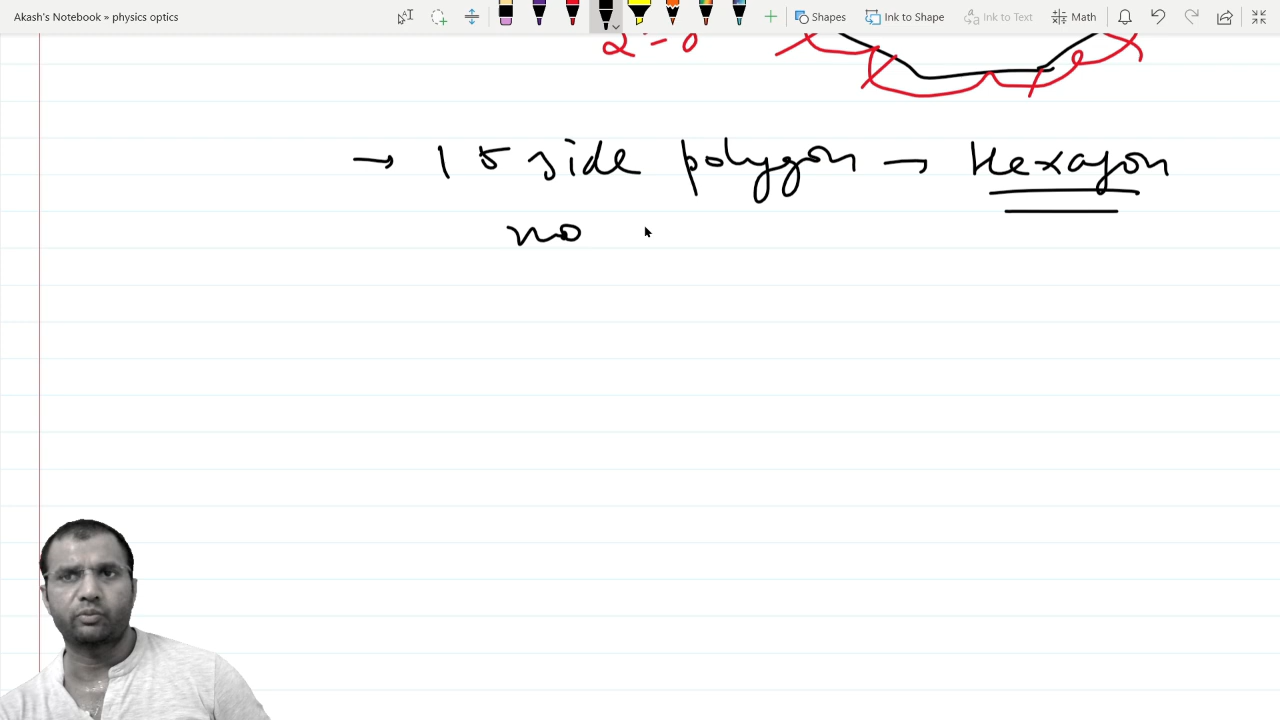 Akash's Notebook » physics optics Shapes Ink to Shape Ink to Text Math
→ 15 side polygon → Hexagon
no